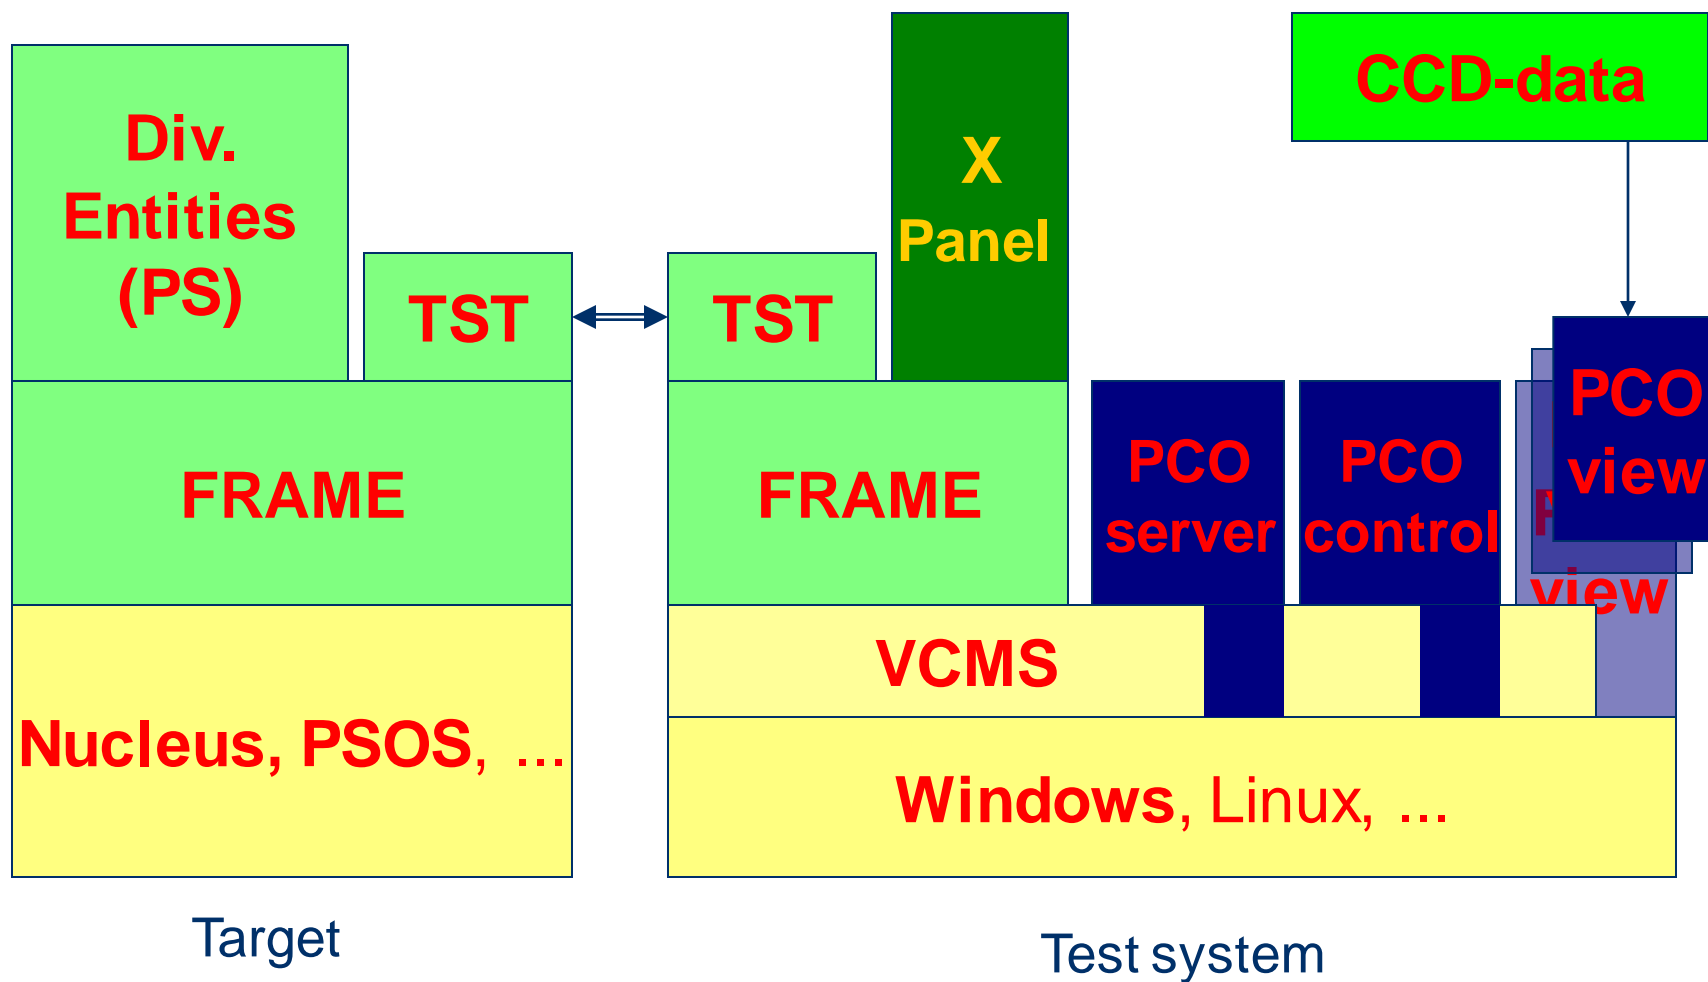 Div.
Entities
(PS)
TST
FRAME
Nucleus, PSOS, ...
Target
TST
X
Panel
FRAME
PCO
server
PCO
control
CCD-data
PCO
view
view
VCMS
Windows, Linux, ...
Test system